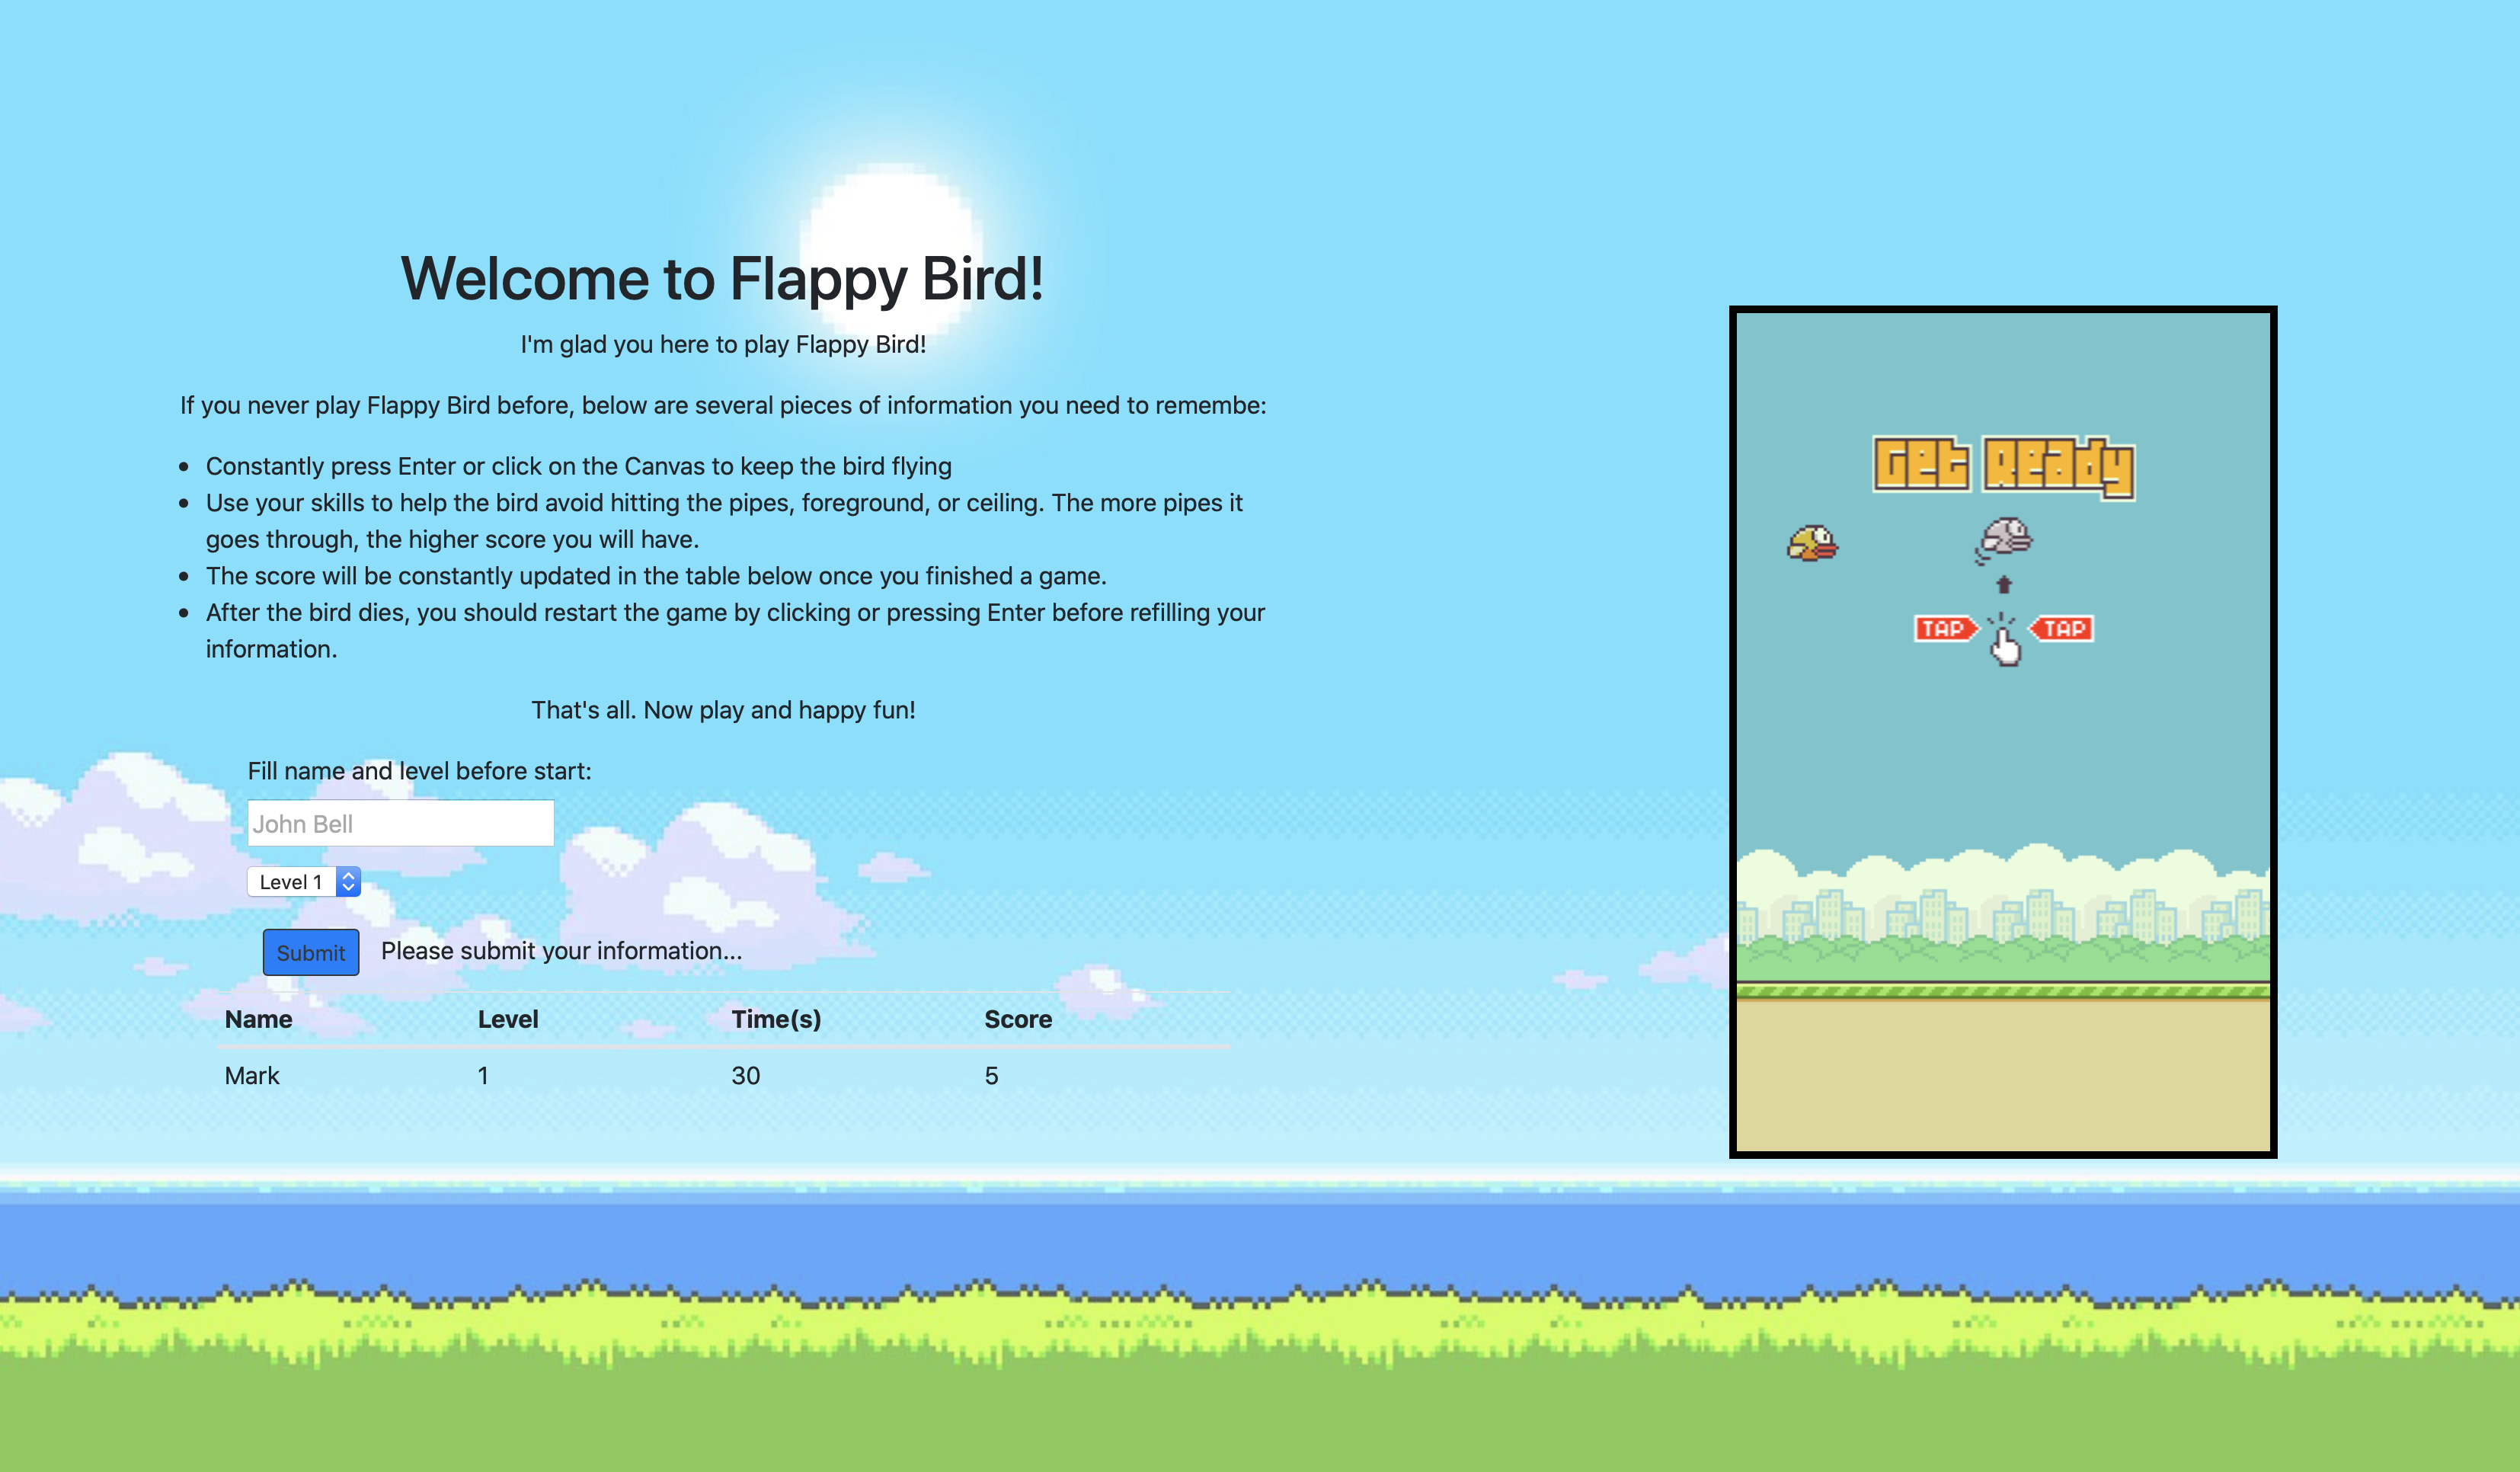 Welcome to Flappy Bird!
I'm glad you here to play Flappy Bird!
If you never play Flappy Bird before, below are several pieces of information you need to remembe:
• Constantly press Enter or click on the Canvas to keep the bird flying
• Use your skills to help the bird avoid hitting the pipes, foreground, or ceiling. The more pipes it
goes through, the higher score you will have.
• The score will be constantly updated in the table below once you finished a game.
• After the bird dies, you should restart the game by clicking or pressing Enter before refilling your
information.
That's all. Now play and happy fun!
Fill name and level before start:
John Bell
Level 1
Submit Please submit your information...
Name Level Time(s) Score
Mark 1 30 5
Get Ready
TAP TAP